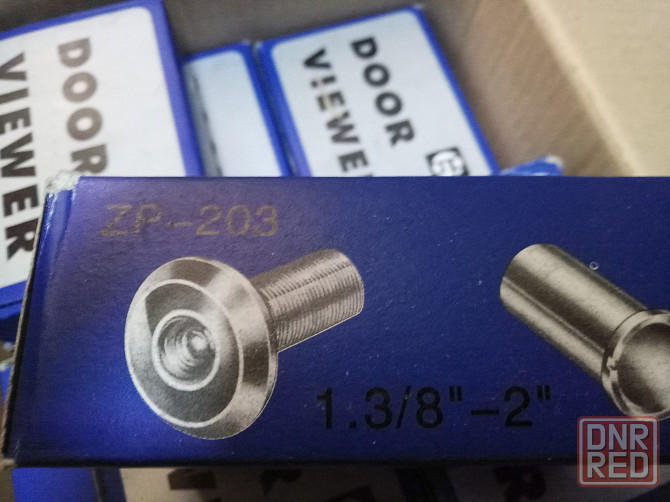 DOOR
VIEWER
DOOR
VIEWER
ZP-203
1.3/8"-2"
DNR
RED